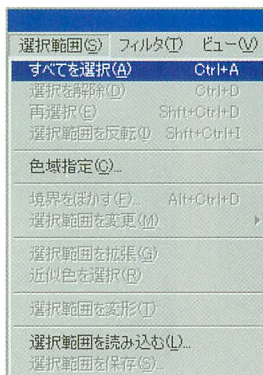 選択範囲(S) フィルタ(T) ビュー(V)
すべてを選択(A) Ctrl+A
選択を解除(D) Ctrl+D
再選択(E) Shft+Ctrl+D
選択範囲を反転(I) Shft+Ctrl+I
色域指定(C)...
境界をぼかす(F)... Alt+Ctrl+D
選択範囲を変更(M)
選択範囲を拡張(G)
近似色を選択(R)
選択範囲を変形(T)
選択範囲を読み込む(L)...
選択範囲を保存(S)...